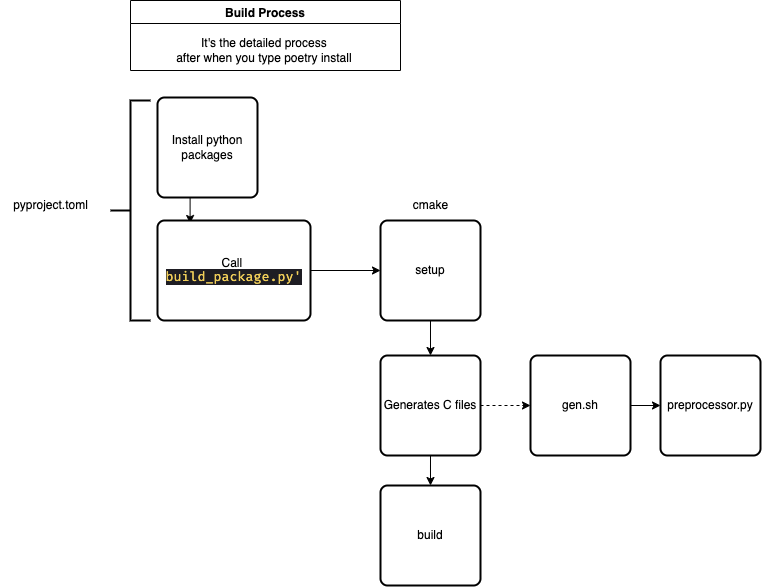 Build Process
It's the detailed process
after when you type poetry install
Install python
packages
pyproject.toml
cmake
Call
build_package.py'
setup
Generates C files
gen.sh
preprocessor.py
build